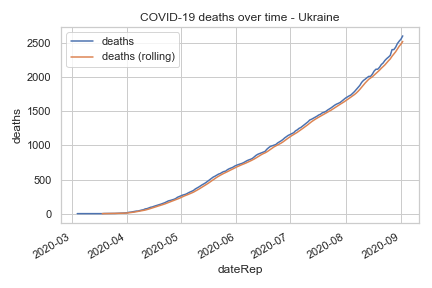 COVID-19 deaths over time - Ukraine
deaths
deaths (rolling)
2500
2000
1500
1000
500
0
deaths
2020-03
2020-04
2020-05
2020-06
2020-07
2020-08
2020-09
dateRep